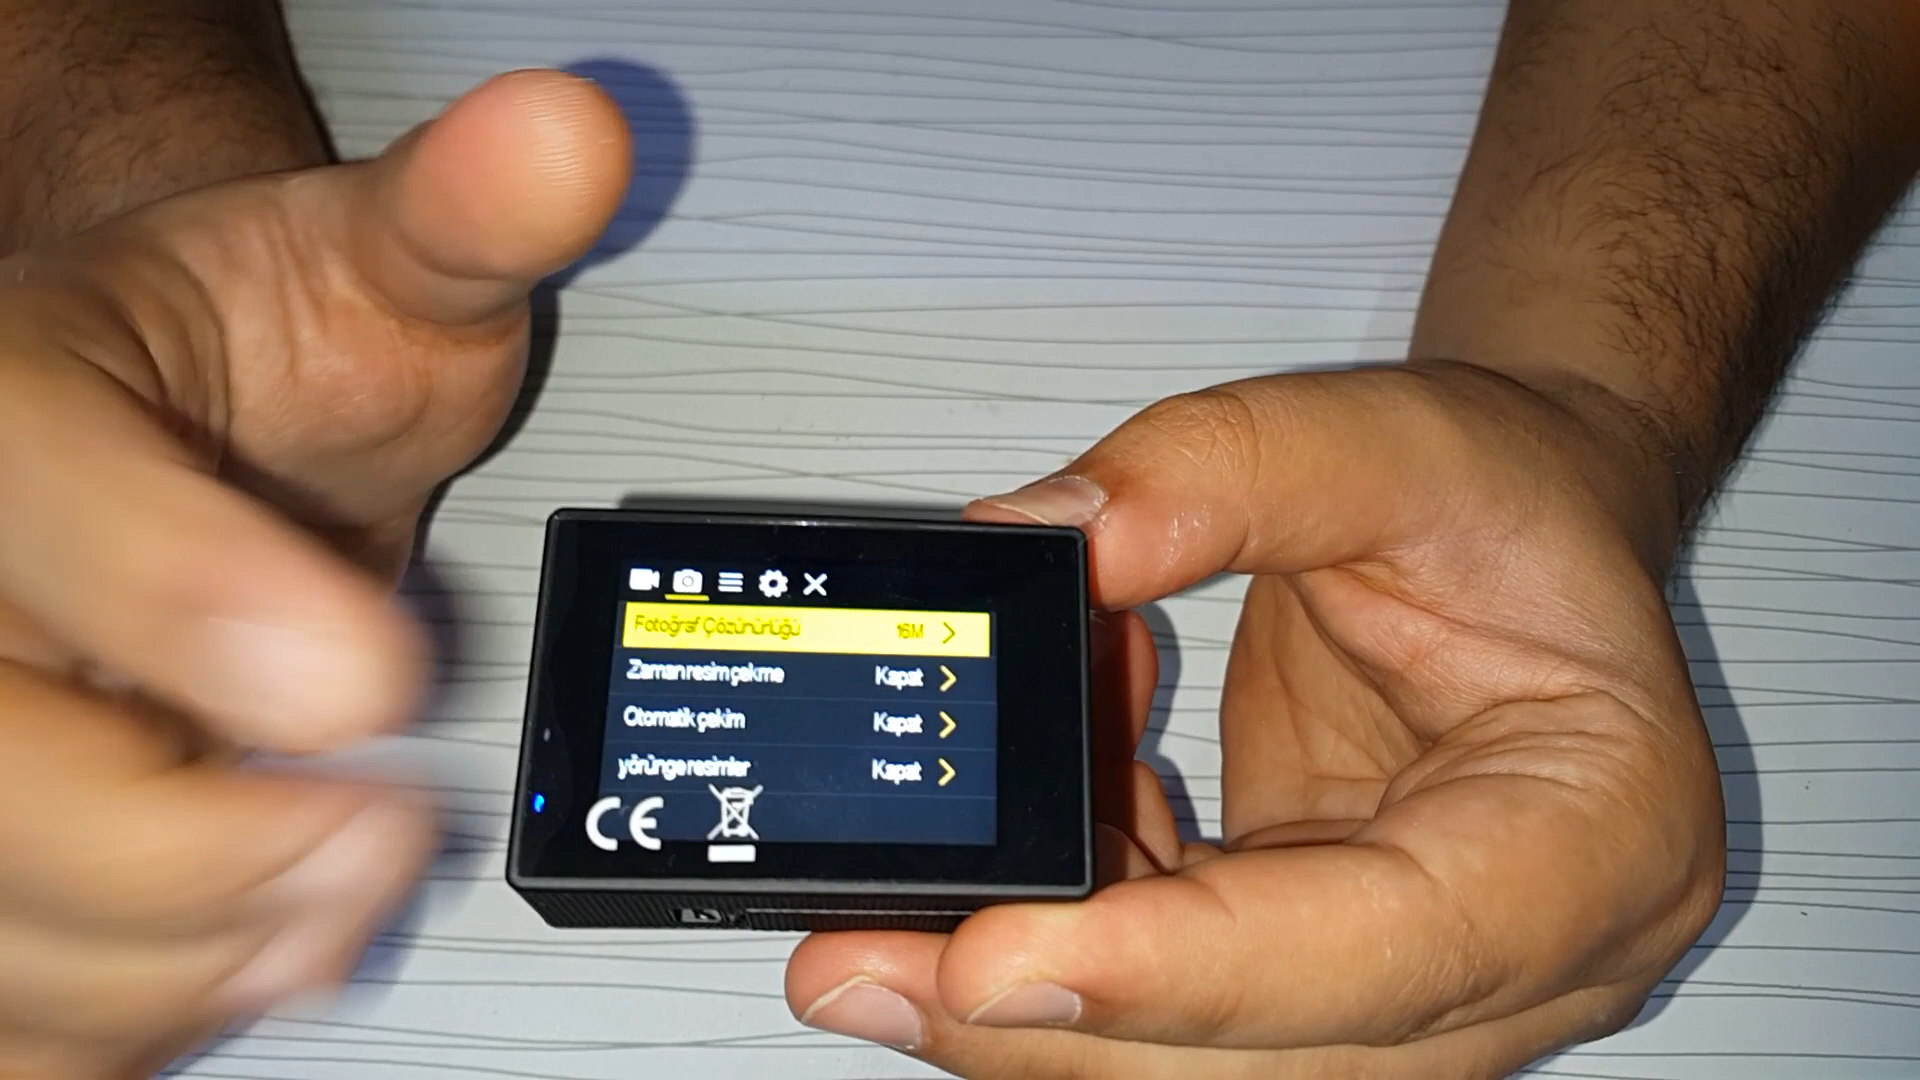 Fotoğraf Çözünürlüğü 16M
Zaman resim çekme Kapat
Otomatik çekim Kapat
yörünge resimler Kapat
CE